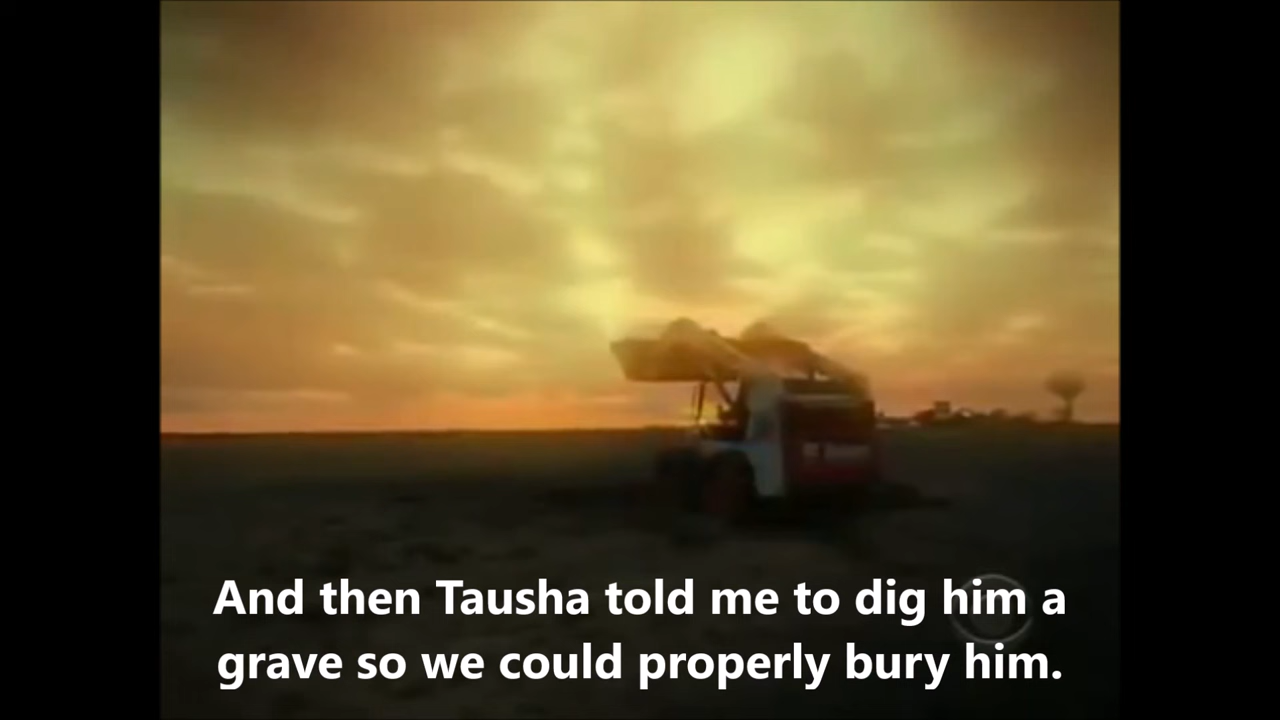 And then Tausha told me to dig him a
grave so we could properly bury him.